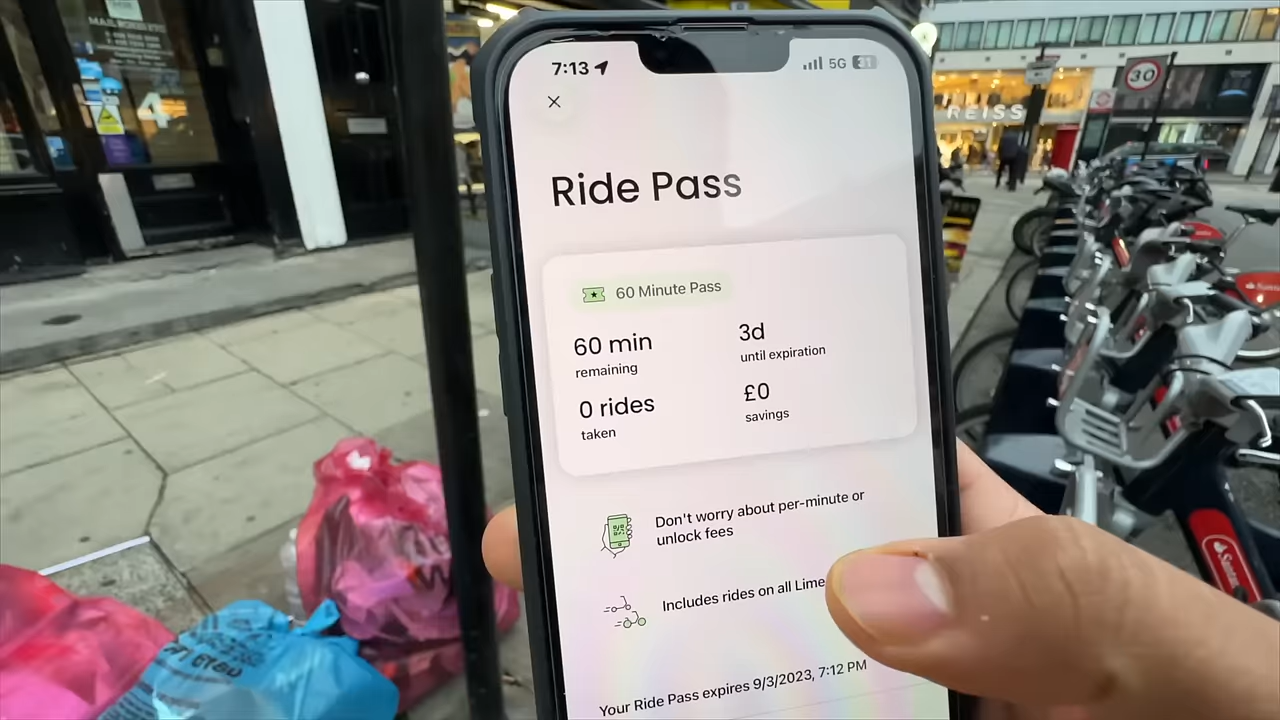 7:13
5G
31
Ride Pass
60 Minute Pass
60 min
remaining
3d
until expiration
0 rides
taken
£0
savings
Don't worry about per-minute or
unlock fees
Includes rides on all Lime
Your Ride Pass expires 9/3/2023, 7:12 PM
4
REISS
30